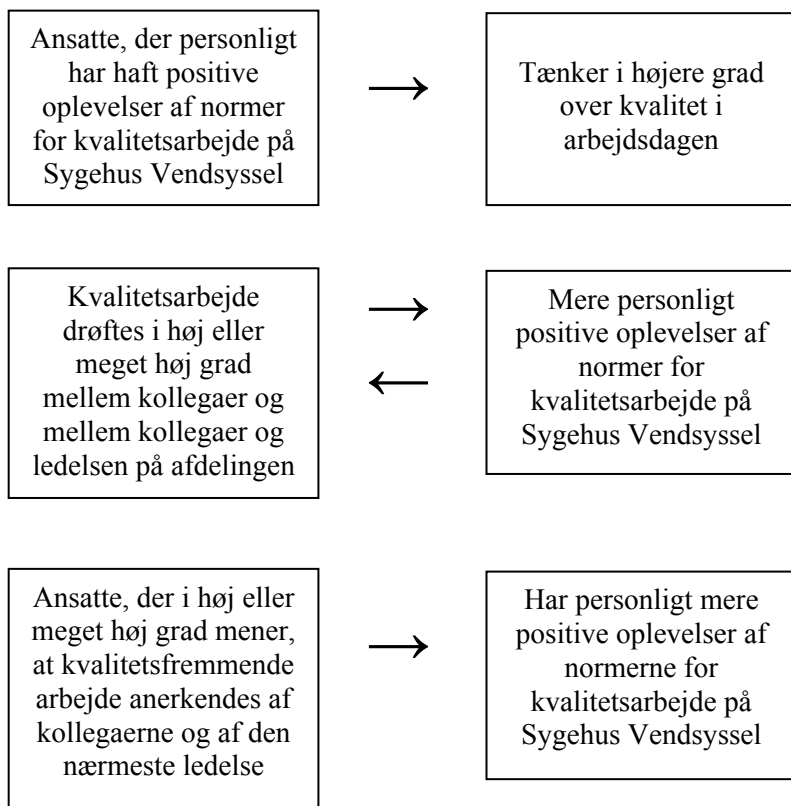 Ansatte, der personligt
har haft positive
oplevelser af normer
for kvalitetsarbejde på
Sygehus Vendsyssel
→
Tænker i højere grad
over kvalitet i
arbejdsdagen
Kvalitetsarbejde
drøftes i høj eller
meget høj grad
mellem kollegaer og
mellem kollegaer og
ledelsen på afdelingen
→
←
Mere personligt
positive oplevelser af
normer for
kvalitetsarbejde på
Sygehus Vendsyssel
Ansatte, der i høj eller
meget høj grad mener,
at kvalitetsfremmende
arbejde anerkendes af
kollegaerne og af den
nærmeste ledelse
→
Har personligt mere
positive oplevelser af
normerne for
kvalitetsarbejde på
Sygehus Vendsyssel